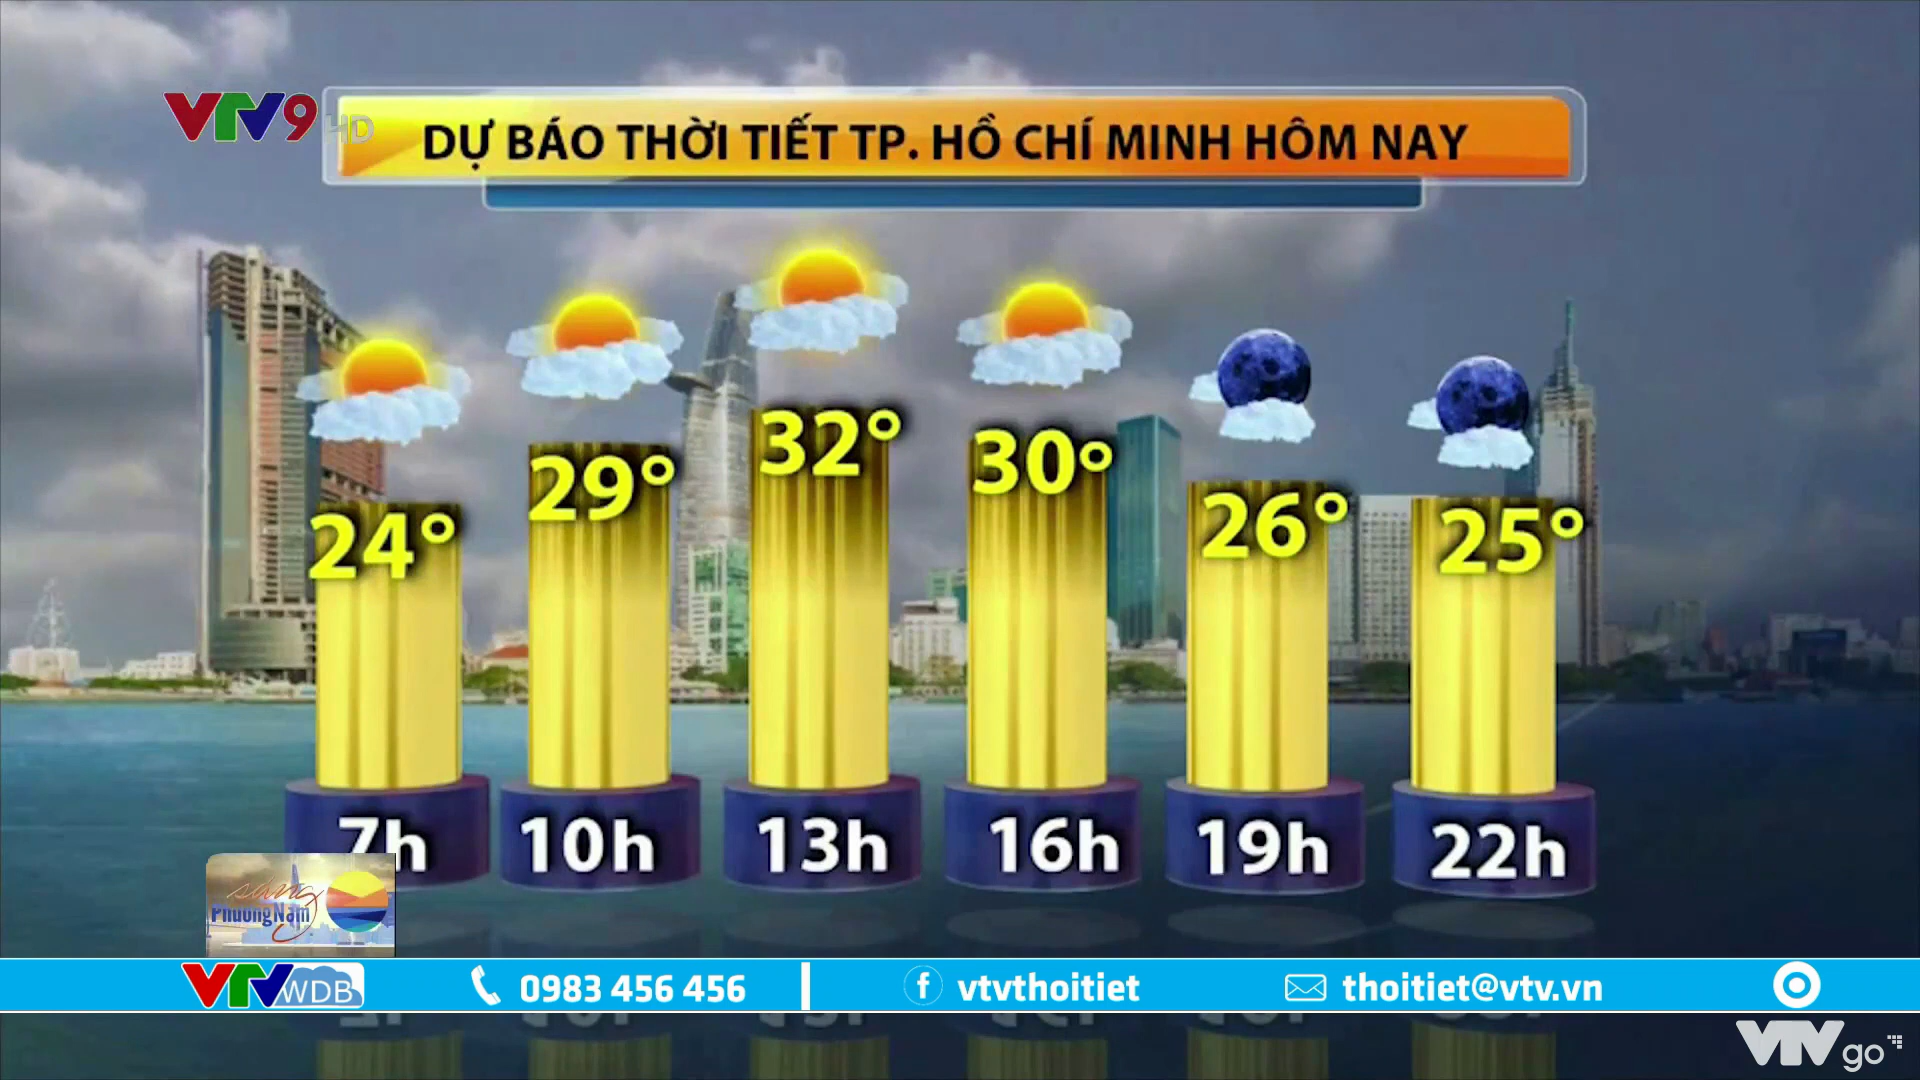 VTV9 HD
DỰ BÁO THỜI TIẾT TP. HỒ CHÍ MINH HÔM NAY
24° 29° 32° 30° 26° 25°
7h 10h 13h 16h 19h 22h
sáng
Phương Nam
VTV WDB 0983 456 456 vtvthoitiet thoitiet@vtv.vn
VTV go